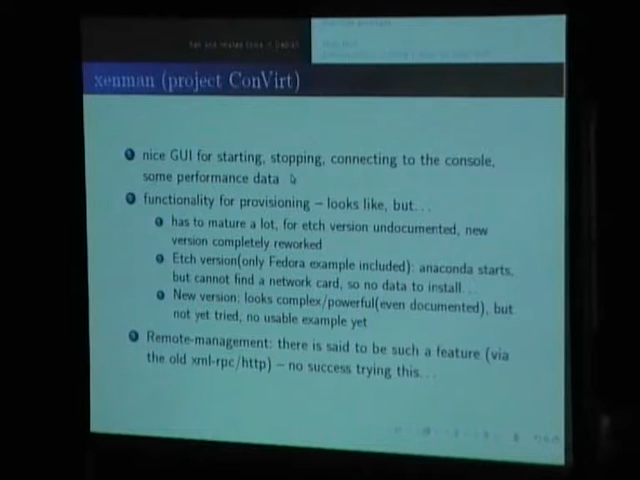 xenman (project ConVirt)
nice GUI for starting, stopping, connecting to the console,
some performance data
functionality for provisioning – looks like, but...
has to mature a lot, for etch version undocumented, new
version completely reworked
Etch version(only Fedora example included): anaconda starts,
but cannot find a network card, so no data to install...
New version: looks complex/powerful(even documented), but
not yet tried, no usable example yet
Remote-management: there is said to be such a feature (via
the old xml-rpc/http) – no success trying this...